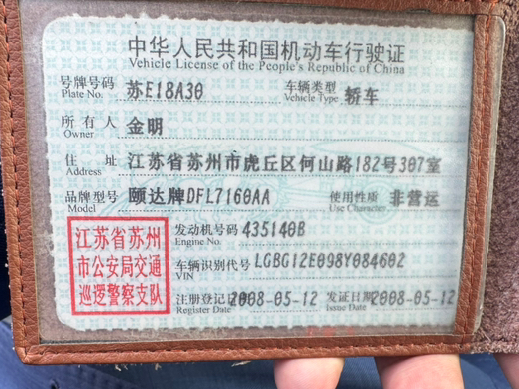 中华人民共和国机动车行驶证
Vehicle License of the People's Republic of China
号牌号码 苏E18A30 车辆类型 轿车
Plate No. Vehicle Type
所有人 金明
Owner
住址 江苏省苏州市虎丘区何山路182号307室
Address
品牌型号 颐达牌DFL7160AA 使用性质 非营运
Model Use Character
江苏省苏州
市公安局交通
巡逻警察支队
发动机号码 435140B
Engine No.
车辆识别代号 LGBG12E098Y084602
VIN
注册登记日期 2008-05-12 发证日期 2008-05-12
Register Date Issue Date